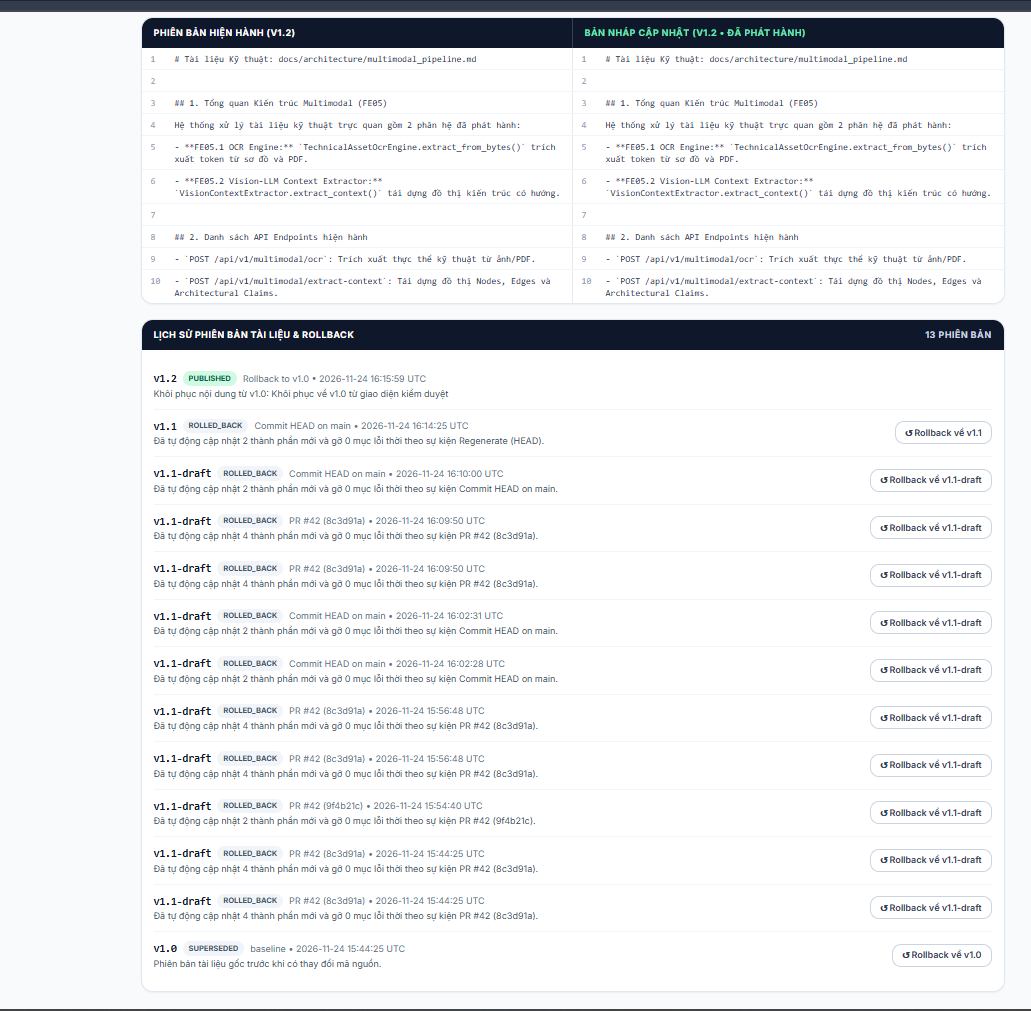 PHIÊN BẢN HIỆN HÀNH (V1.2)
BẢN NHÁP CẬP NHẬT (V1.2 • ĐÃ PHÁT HÀNH)
1 # Tài liệu Kỹ thuật: docs/architecture/multimodal_pipeline.md
2
3 ## 1. Tổng quan Kiến trúc Multimodal (FE05)
4 Hệ thống xử lý tài liệu kỹ thuật trực quan gồm 2 phân hệ đã phát hành:
5 - **FE05.1 OCR Engine:** `TechnicalAssetOcrEngine.extract_from_bytes()` trích
xuất token từ sơ đồ và PDF.
6 - **FE05.2 Vision-LLM Context Extractor:**
`VisionContextExtractor.extract_context()` tái dựng đồ thị kiến trúc có hướng.
7
8 ## 2. Danh sách API Endpoints hiện hành
9 - `POST /api/v1/multimodal/ocr`: Trích xuất thực thể kỹ thuật từ ảnh/PDF.
10 - `POST /api/v1/multimodal/extract-context`: Tái dựng đồ thị Nodes, Edges và
Architectural Claims.
1 # Tài liệu Kỹ thuật: docs/architecture/multimodal_pipeline.md
2
3 ## 1. Tổng quan Kiến trúc Multimodal (FE05)
4 Hệ thống xử lý tài liệu kỹ thuật trực quan gồm 2 phân hệ đã phát hành:
5 - **FE05.1 OCR Engine:** `TechnicalAssetOcrEngine.extract_from_bytes()` trích
xuất token từ sơ đồ và PDF.
6 - **FE05.2 Vision-LLM Context Extractor:**
`VisionContextExtractor.extract_context()` tái dựng đồ thị kiến trúc có hướng.
7
8 ## 2. Danh sách API Endpoints hiện hành
9 - `POST /api/v1/multimodal/ocr`: Trích xuất thực thể kỹ thuật từ ảnh/PDF.
10 - `POST /api/v1/multimodal/extract-context`: Tái dựng đồ thị Nodes, Edges và
Architectural Claims.
LỊCH SỬ PHIÊN BẢN TÀI LIỆU & ROLLBACK 13 PHIÊN BẢN
v1.2 PUBLISHED Rollback to v1.0 • 2026-11-24 16:15:59 UTC
Khôi phục nội dung từ v1.0: Khôi phục về v1.0 từ giao diện kiểm duyệt
v1.1 ROLLED_BACK Commit HEAD on main • 2026-11-24 16:14:25 UTC
↺ Rollback về v1.1
Đã tự động cập nhật 2 thành phần mới và gỡ 0 mục lỗi thời theo sự kiện Regenerate (HEAD).
v1.1-draft ROLLED_BACK Commit HEAD on main • 2026-11-24 16:10:00 UTC
↺ Rollback về v1.1-draft
Đã tự động cập nhật 2 thành phần mới và gỡ 0 mục lỗi thời theo sự kiện Commit HEAD on main.
v1.1-draft ROLLED_BACK PR #42 (8c3d91a) • 2026-11-24 16:09:50 UTC
↺ Rollback về v1.1-draft
Đã tự động cập nhật 4 thành phần mới và gỡ 0 mục lỗi thời theo sự kiện PR #42 (8c3d91a).
v1.1-draft ROLLED_BACK PR #42 (8c3d91a) • 2026-11-24 16:09:50 UTC
↺ Rollback về v1.1-draft
Đã tự động cập nhật 4 thành phần mới và gỡ 0 mục lỗi thời theo sự kiện PR #42 (8c3d91a).
v1.1-draft ROLLED_BACK Commit HEAD on main • 2026-11-24 16:02:31 UTC
↺ Rollback về v1.1-draft
Đã tự động cập nhật 2 thành phần mới và gỡ 0 mục lỗi thời theo sự kiện Commit HEAD on main.
v1.1-draft ROLLED_BACK Commit HEAD on main • 2026-11-24 16:02:28 UTC
↺ Rollback về v1.1-draft
Đã tự động cập nhật 2 thành phần mới và gỡ 0 mục lỗi thời theo sự kiện Commit HEAD on main.
v1.1-draft ROLLED_BACK PR #42 (8c3d91a) • 2026-11-24 15:56:48 UTC
↺ Rollback về v1.1-draft
Đã tự động cập nhật 4 thành phần mới và gỡ 0 mục lỗi thời theo sự kiện PR #42 (8c3d91a).
v1.1-draft ROLLED_BACK PR #42 (8c3d91a) • 2026-11-24 15:56:48 UTC
↺ Rollback về v1.1-draft
Đã tự động cập nhật 4 thành phần mới và gỡ 0 mục lỗi thời theo sự kiện PR #42 (8c3d91a).
v1.1-draft ROLLED_BACK PR #42 (9f4b21c) • 2026-11-24 15:54:40 UTC
↺ Rollback về v1.1-draft
Đã tự động cập nhật 2 thành phần mới và gỡ 0 mục lỗi thời theo sự kiện PR #42 (9f4b21c).
v1.1-draft ROLLED_BACK PR #42 (8c3d91a) • 2026-11-24 15:44:25 UTC
↺ Rollback về v1.1-draft
Đã tự động cập nhật 4 thành phần mới và gỡ 0 mục lỗi thời theo sự kiện PR #42 (8c3d91a).
v1.1-draft ROLLED_BACK PR #42 (8c3d91a) • 2026-11-24 15:44:25 UTC
↺ Rollback về v1.1-draft
Đã tự động cập nhật 4 thành phần mới và gỡ 0 mục lỗi thời theo sự kiện PR #42 (8c3d91a).
v1.0 SUPERSEDED baseline • 2026-11-24 15:44:25 UTC
↺ Rollback về v1.0
Phiên bản tài liệu gốc trước khi có thay đổi mã nguồn.